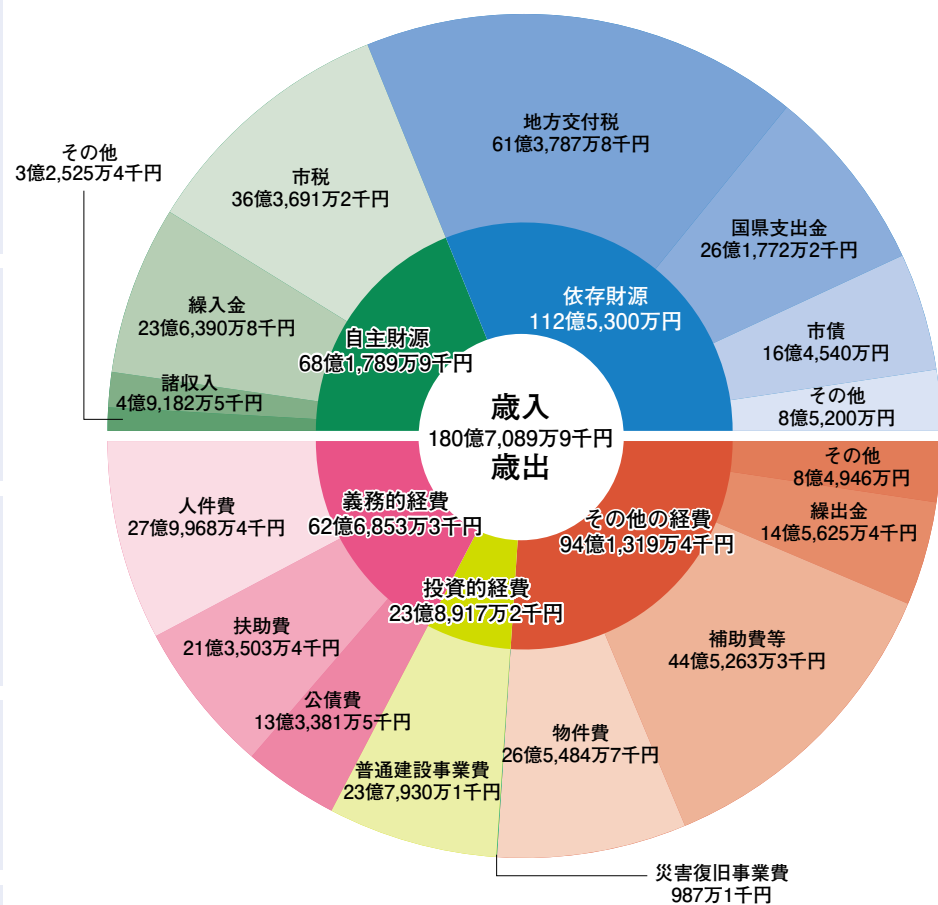 地方交付税
61億3,787万8千円
その他
3億2,525万4千円
市税
36億3,691万2千円
国県支出金
26億1,772万2千円
繰入金
23億6,390万8千円
依存財源
112億5,300万円
自主財源
68億1,789万9千円
市債
16億4,540万円
諸収入
4億9,182万5千円
その他
8億5,200万円
歳入
180億7,089万9千円
歳出
その他
8億4,946万円
人件費
27億9,968万4千円
義務的経費
62億6,853万3千円
その他の経費
94億1,319万4千円
繰出金
14億5,625万4千円
投資的経費
23億8,917万2千円
扶助費
21億3,503万4千円
補助費等
44億5,263万3千円
公債費
13億3,381万5千円
物件費
26億5,484万7千円
普通建設事業費
23億7,930万1千円
災害復旧事業費
987万1千円